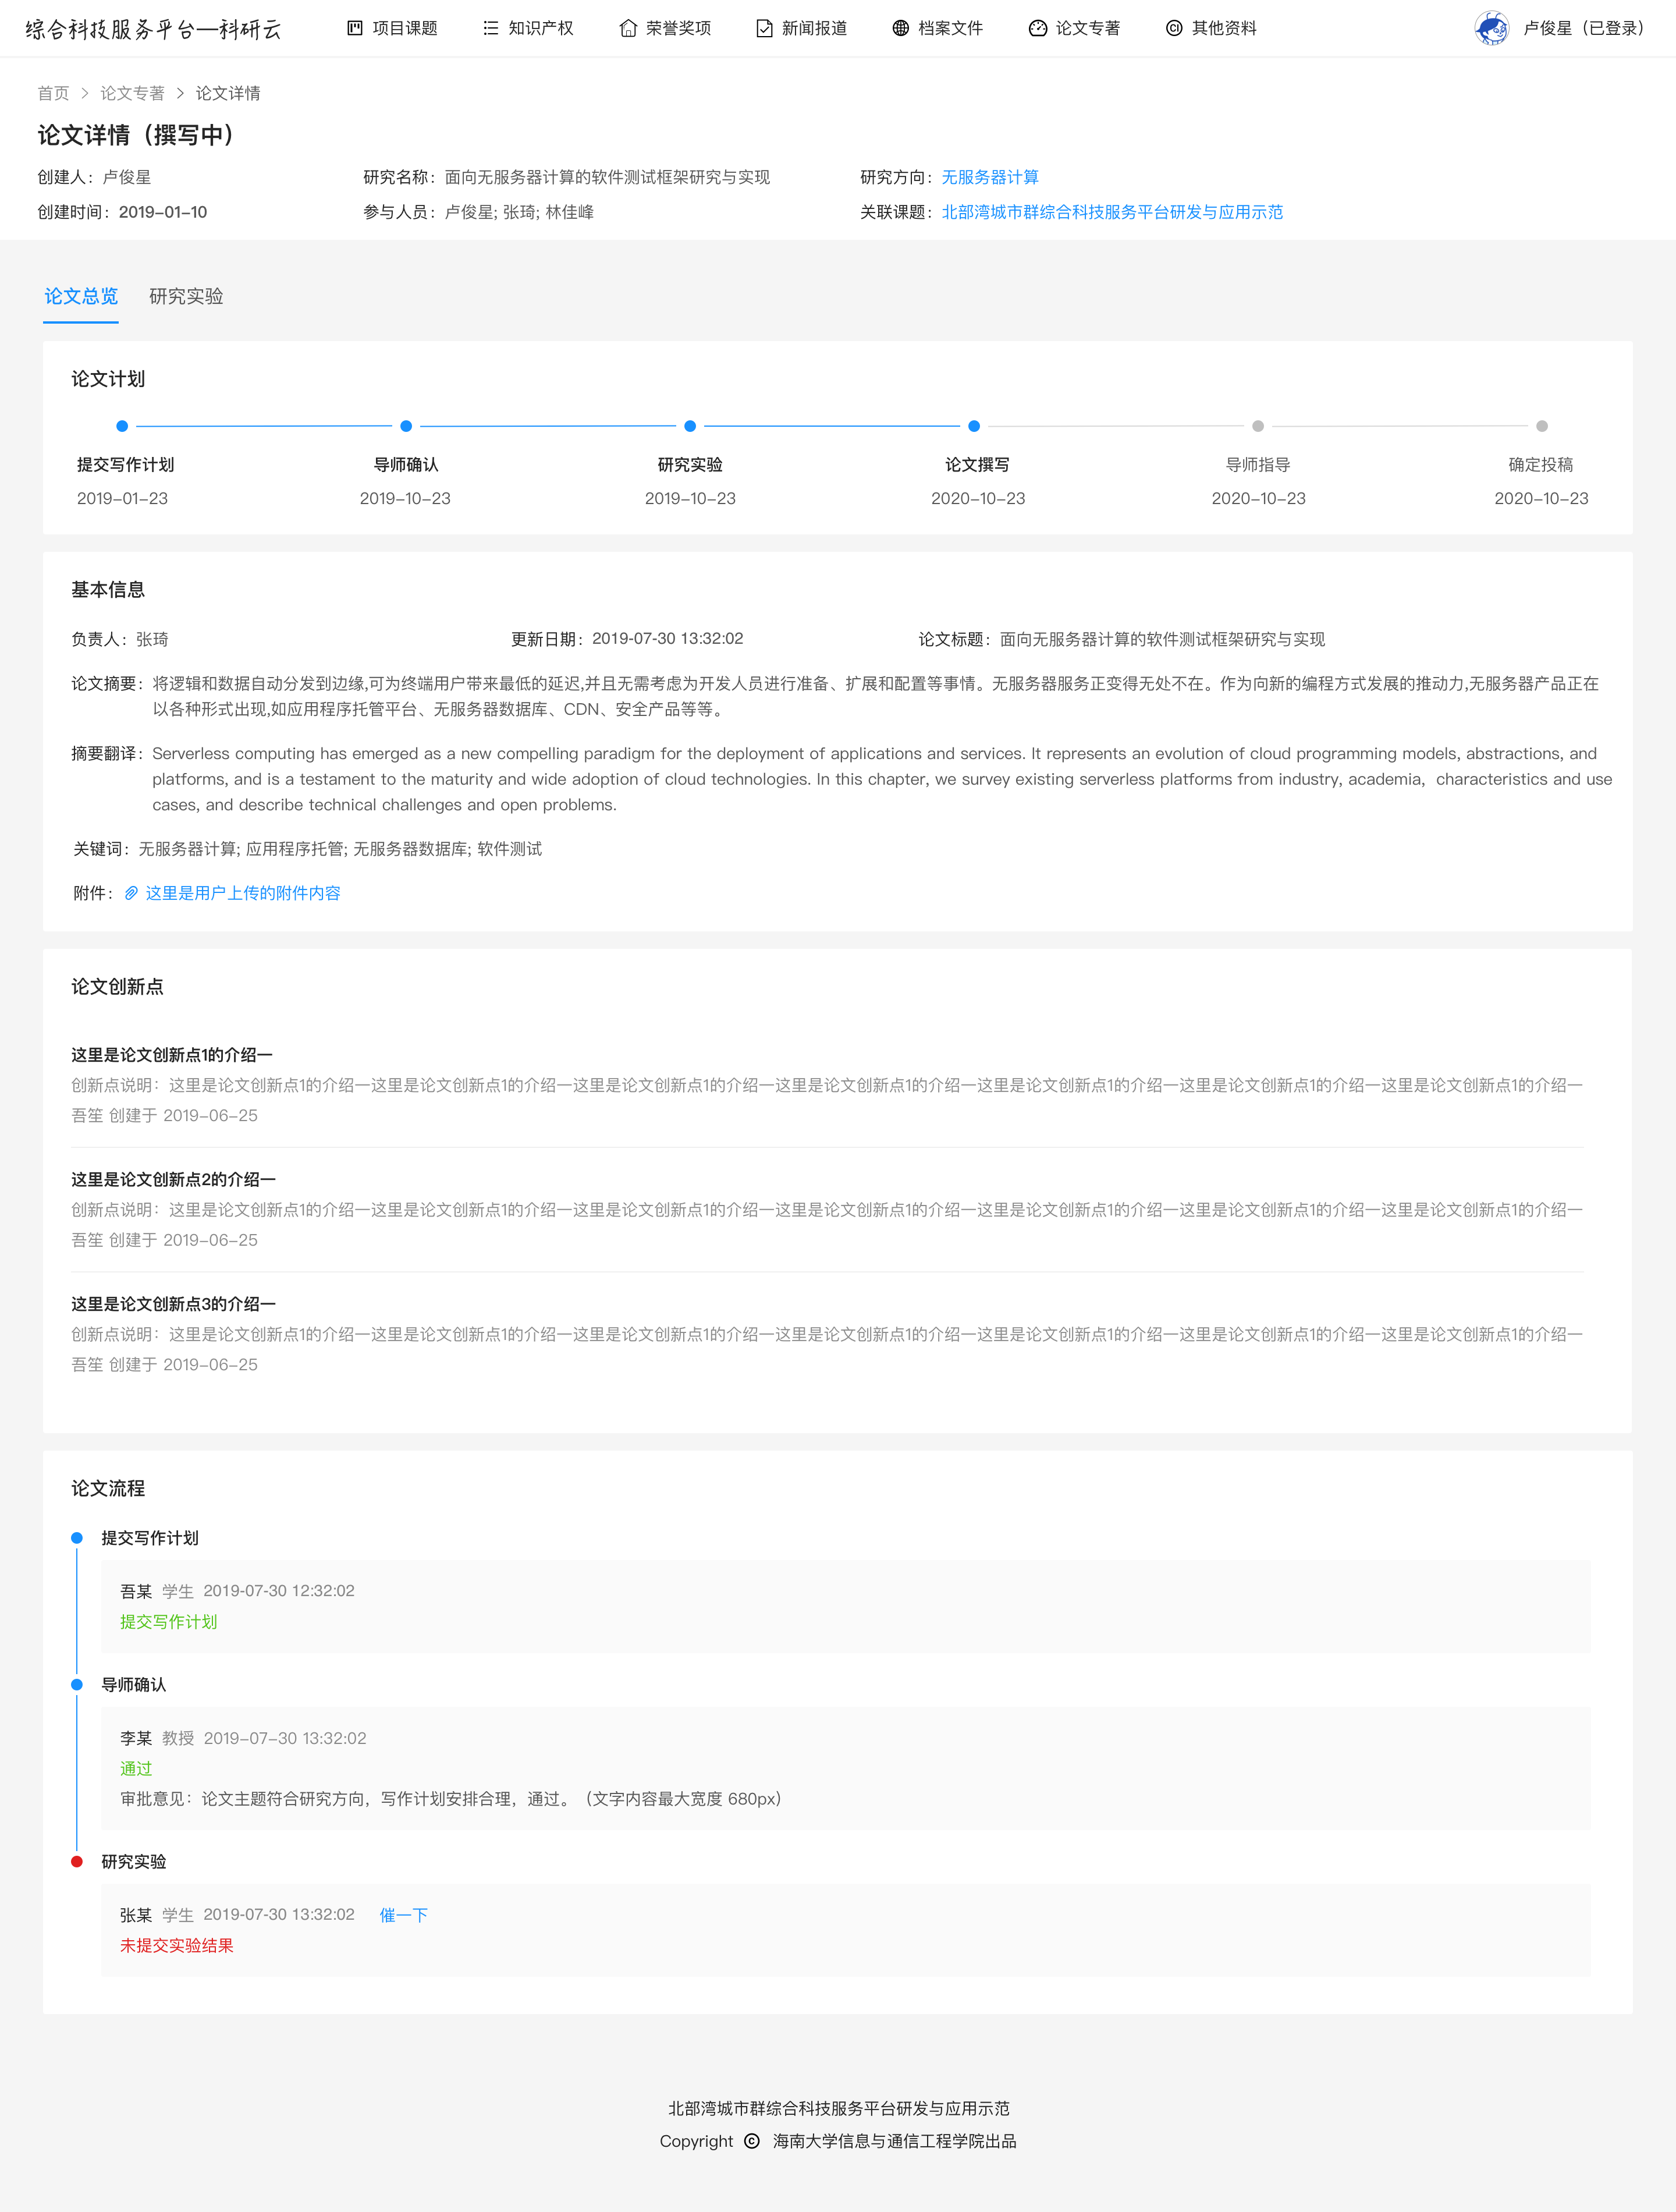 综合科技服务平台—科研云
项目课题
知识产权
荣誉奖项
新闻报道
档案文件
论文专著
其他资料
卢俊星（已登录）
首页 > 论文专著 > 论文详情
论文详情（撰写中）
创建人：卢俊星
研究名称：面向无服务器计算的软件测试框架研究与实现
研究方向：无服务器计算
创建时间：2019-01-10
参与人员：卢俊星; 张琦; 林佳峰
关联课题：北部湾城市群综合科技服务平台研发与应用示范
论文总览
研究实验
论文计划
提交写作计划
导师确认
研究实验
论文撰写
导师指导
确定投稿
2019-01-23
2019-10-23
2019-10-23
2020-10-23
2020-10-23
2020-10-23
基本信息
负责人：张琦
更新日期：2019-07-30 13:32:02
论文标题：面向无服务器计算的软件测试框架研究与实现
论文摘要：将逻辑和数据自动分发到边缘,可为终端用户带来最低的延迟,并且无需考虑为开发人员进行准备、扩展和配置等事情。无服务器服务正变得无处不在。作为向新的编程方式发展的推动力,无服务器产品正在
以各种形式出现,如应用程序托管平台、无服务器数据库、CDN、安全产品等等。
摘要翻译：Serverless computing has emerged as a new compelling paradigm for the deployment of applications and services. It represents an evolution of cloud programming models, abstractions, and
platforms, and is a testament to the maturity and wide adoption of cloud technologies. In this chapter, we survey existing serverless platforms from industry, academia, characteristics and use
cases, and describe technical challenges and open problems.
关键词：无服务器计算; 应用程序托管; 无服务器数据库; 软件测试
附件：这里是用户上传的附件内容
论文创新点
这里是论文创新点1的介绍一
创新点说明：这里是论文创新点1的介绍一这里是论文创新点1的介绍一这里是论文创新点1的介绍一这里是论文创新点1的介绍一这里是论文创新点1的介绍一这里是论文创新点1的介绍一这里是论文创新点1的介绍一
吾笙 创建于 2019-06-25
这里是论文创新点2的介绍一
创新点说明：这里是论文创新点1的介绍一这里是论文创新点1的介绍一这里是论文创新点1的介绍一这里是论文创新点1的介绍一这里是论文创新点1的介绍一这里是论文创新点1的介绍一这里是论文创新点1的介绍一
吾笙 创建于 2019-06-25
这里是论文创新点3的介绍一
创新点说明：这里是论文创新点1的介绍一这里是论文创新点1的介绍一这里是论文创新点1的介绍一这里是论文创新点1的介绍一这里是论文创新点1的介绍一这里是论文创新点1的介绍一这里是论文创新点1的介绍一
吾笙 创建于 2019-06-25
论文流程
提交写作计划
吾某 学生 2019-07-30 12:32:02
提交写作计划
导师确认
李某 教授 2019-07-30 13:32:02
通过
审批意见：论文主题符合研究方向，写作计划安排合理，通过。（文字内容最大宽度 680px）
研究实验
张某 学生 2019-07-30 13:32:02 催一下
未提交实验结果
北部湾城市群综合科技服务平台研发与应用示范
Copyright © 海南大学信息与通信工程学院出品